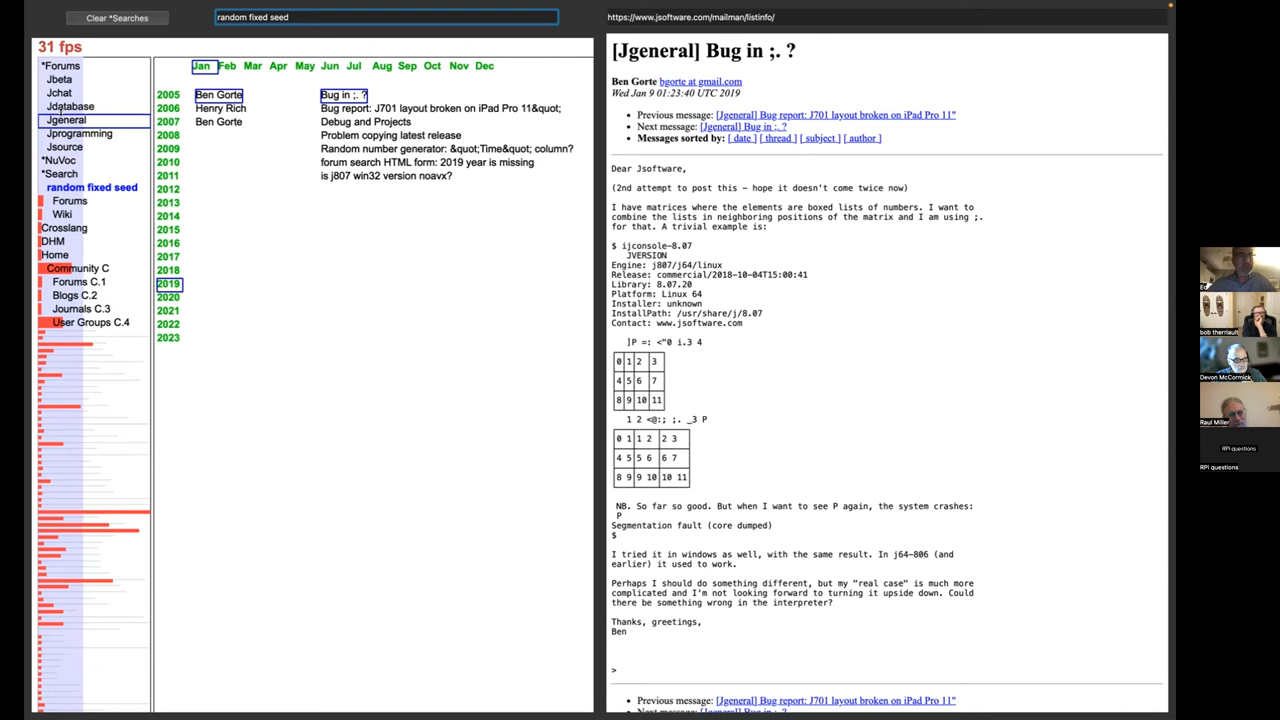 Clear *Searches
random fixed seed
https://www.jsoftware.com/mailman/listinfo/
31 fps
*Forums
Jbeta
Jchat
Jdatabase
Jgeneral
Jprogramming
Jsource
*NuVoc
*Search
random fixed seed
Forums
Wiki
Crosslang
DHM
Home
Community C
Forums C.1
Blogs C.2
Journals C.3
User Groups C.4
Jan Feb Mar Apr May Jun Jul Aug Sep Oct Nov Dec
2005
2006
2007
2008
2009
2010
2011
2012
2013
2014
2015
2016
2017
2018
2019
2020
2021
2022
2023
Ben Gorte
Henry Rich
Ben Gorte
Bug in ;. ?
Bug report: J701 layout broken on iPad Pro 11&quot;
Debug and Projects
Problem copying latest release
Random number generator: &quot;Time&quot; column?
forum search HTML form: 2019 year is missing
is j807 win32 version noavx?
[Jgeneral] Bug in ;. ?
Ben Gorte bgorte at gmail.com
Wed Jan 09 01:23:40 UTC 2019
• Previous message: [Jgeneral] Bug report: J701 layout broken on iPad Pro 11"
• Next message: [Jgeneral] Bug in ;. ?
• Messages sorted by: [ date ] [ thread ] [ subject ] [ author ]
Dear Jsoftware,
(2nd attempt to post this - hope it doesn't come twice now)
I have matrices where the elements are boxed lists of numbers. I want to
combine the lists in neighboring positions of the matrix and I am using ;.
for that. A trivial example is:
$ ijconsole-8.07
JVERSION
Engine: j807/j64/linux
Release: commercial/2018-10-04T15:00:41
Library: 8.07.20
Platform: Linux 64
Installer: unknown
InstallPath: /usr/share/j/8.07
Contact: www.jsoftware.com
]P =: <"0 i.3 4
0 1 2 3
4 5 6 7
8 9 10 11
1 2 <@:; ;. _3 P
0 1 1 2 2 3
4 5 5 6 6 7
8 9 9 10 10 11
NB. So far so good. But when I want to see P again, the system crashes:
P
Segmentation fault (core dumped)
$
I tried it in windows as well, with the same result. In j64-806 (and
earlier) it used to work.
Perhaps I should do something different, but my "real case" is much more
complicated and I'm not looking forward to turning it upside down. Could
there be something wrong in the interpreter?
Thanks, greetings,
Ben
>
• Previous message: [Jgeneral] Bug report: J701 layout broken on iPad Pro 11"
• Next message: [Jgeneral] Bug in ;. ?
bob therriault
Devon McCormick
Raul Miller
RPi questions
RPi questions